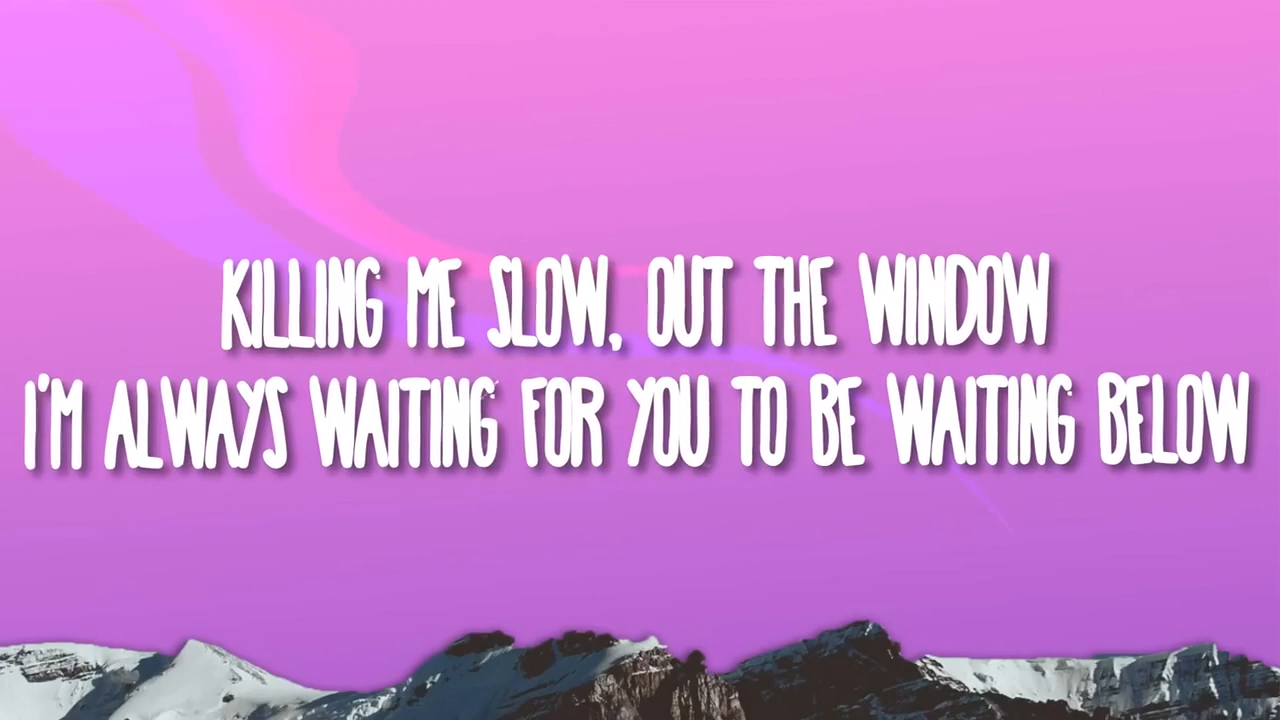 KILLING ME SLOW, OUT THE WINDOW
I'M ALWAYS WAITING FOR YOU TO BE WAITING BELOW